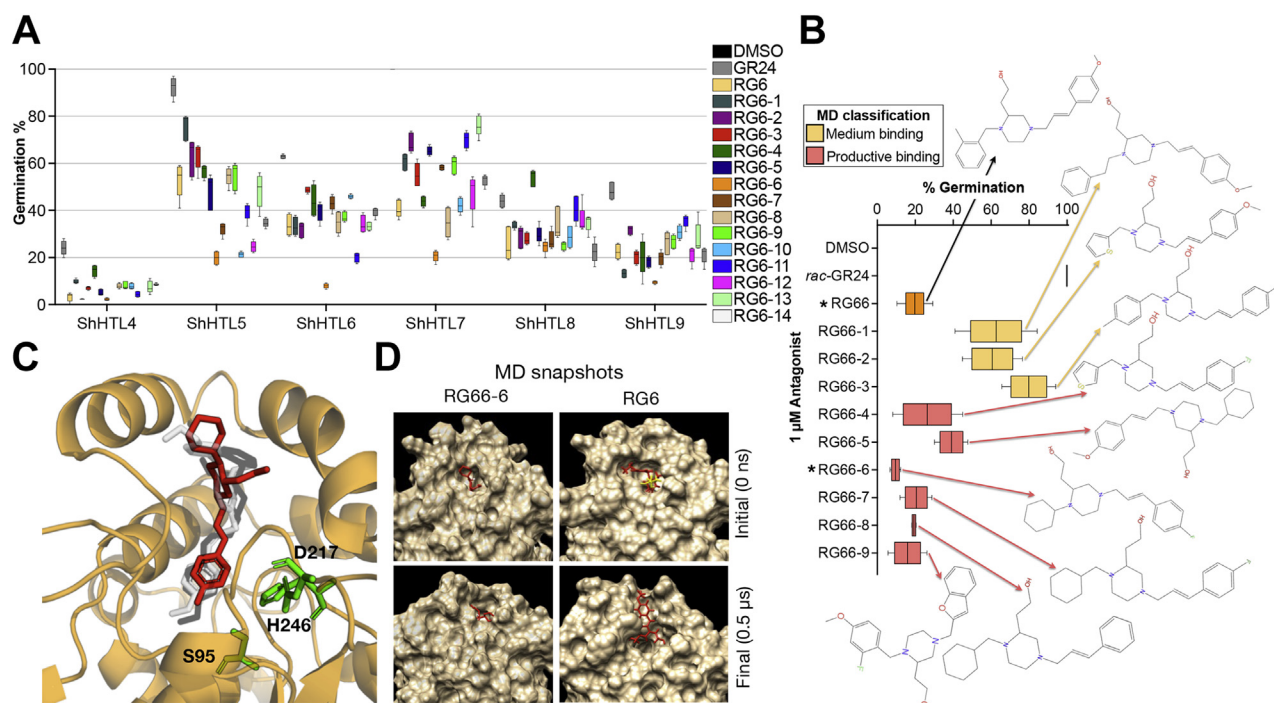 A
Germination %
100
80
60
40
20
0
ShHTL4
ShHTL5
ShHTL6
ShHTL7
ShHTL8
ShHTL9
DMSO
GR24
RG6
RG6-1
RG6-2
RG6-3
RG6-4
RG6-5
RG6-6
RG6-7
RG6-8
RG6-9
RG6-10
RG6-11
RG6-12
RG6-13
RG6-14
B
MD classification
Medium binding
Productive binding
% Germination
0 20 40 60 80 100
1 μM Antagonist
DMSO
rac-GR24
*RG66
RG66-1
RG66-2
RG66-3
RG66-4
RG66-5
*RG66-6
RG66-7
RG66-8
RG66-9
C
D217
H246
S95
D
MD snapshots
RG66-6 RG6
Initial (0 ns)
Final (0.5 μs)